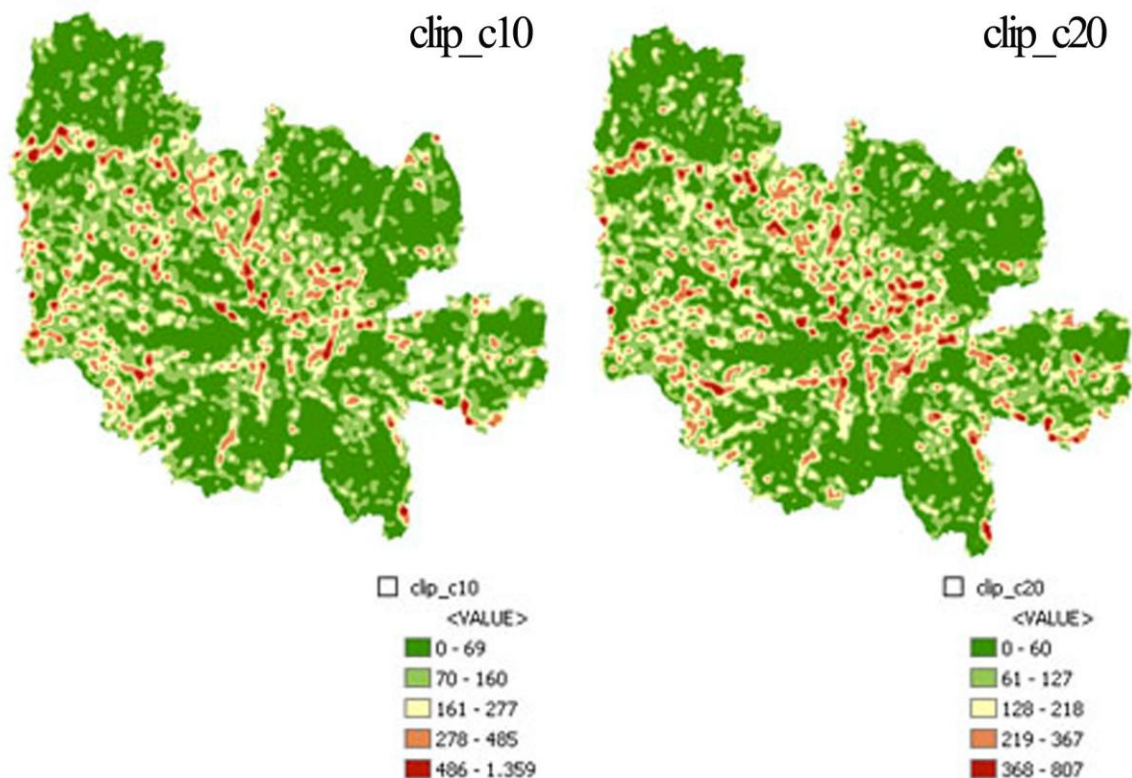 clip_c10
clip_c20
clip_c10
<VALUE>
0 - 69
70 - 160
161 - 277
278 - 485
486 - 1.359
clip_c20
<VALUE>
0 - 60
61 - 127
128 - 218
219 - 367
368 - 807